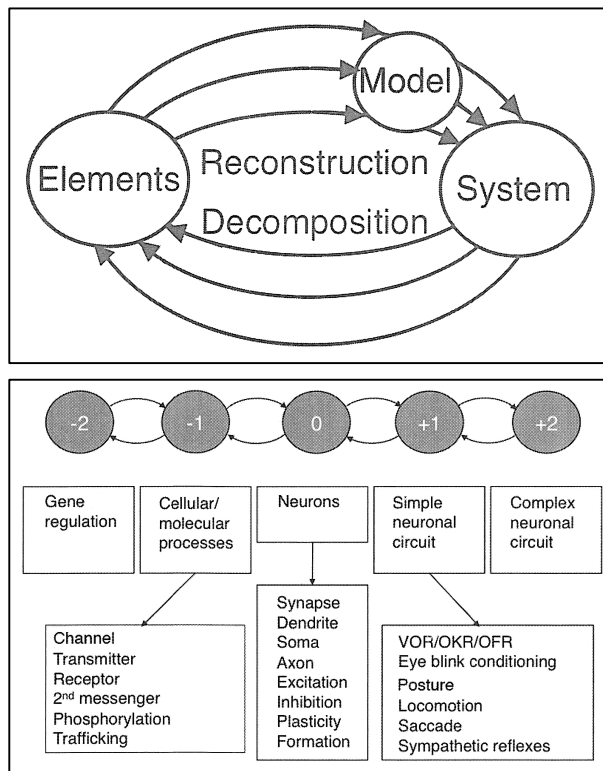 Model
Elements
Reconstruction
System
Decomposition
-2
-1
0
+1
+2
Gene
regulation
Cellular/
molecular
processes
Neurons
Simple
neuronal
circuit
Complex
neuronal
circuit
Channel
Transmitter
Receptor
2nd messenger
Phosphorylation
Trafficking
Synapse
Dendrite
Soma
Axon
Excitation
Inhibition
Plasticity
Formation
VOR/OKR/OFR
Eye blink conditioning
Posture
Locomotion
Saccade
Sympathetic reflexes